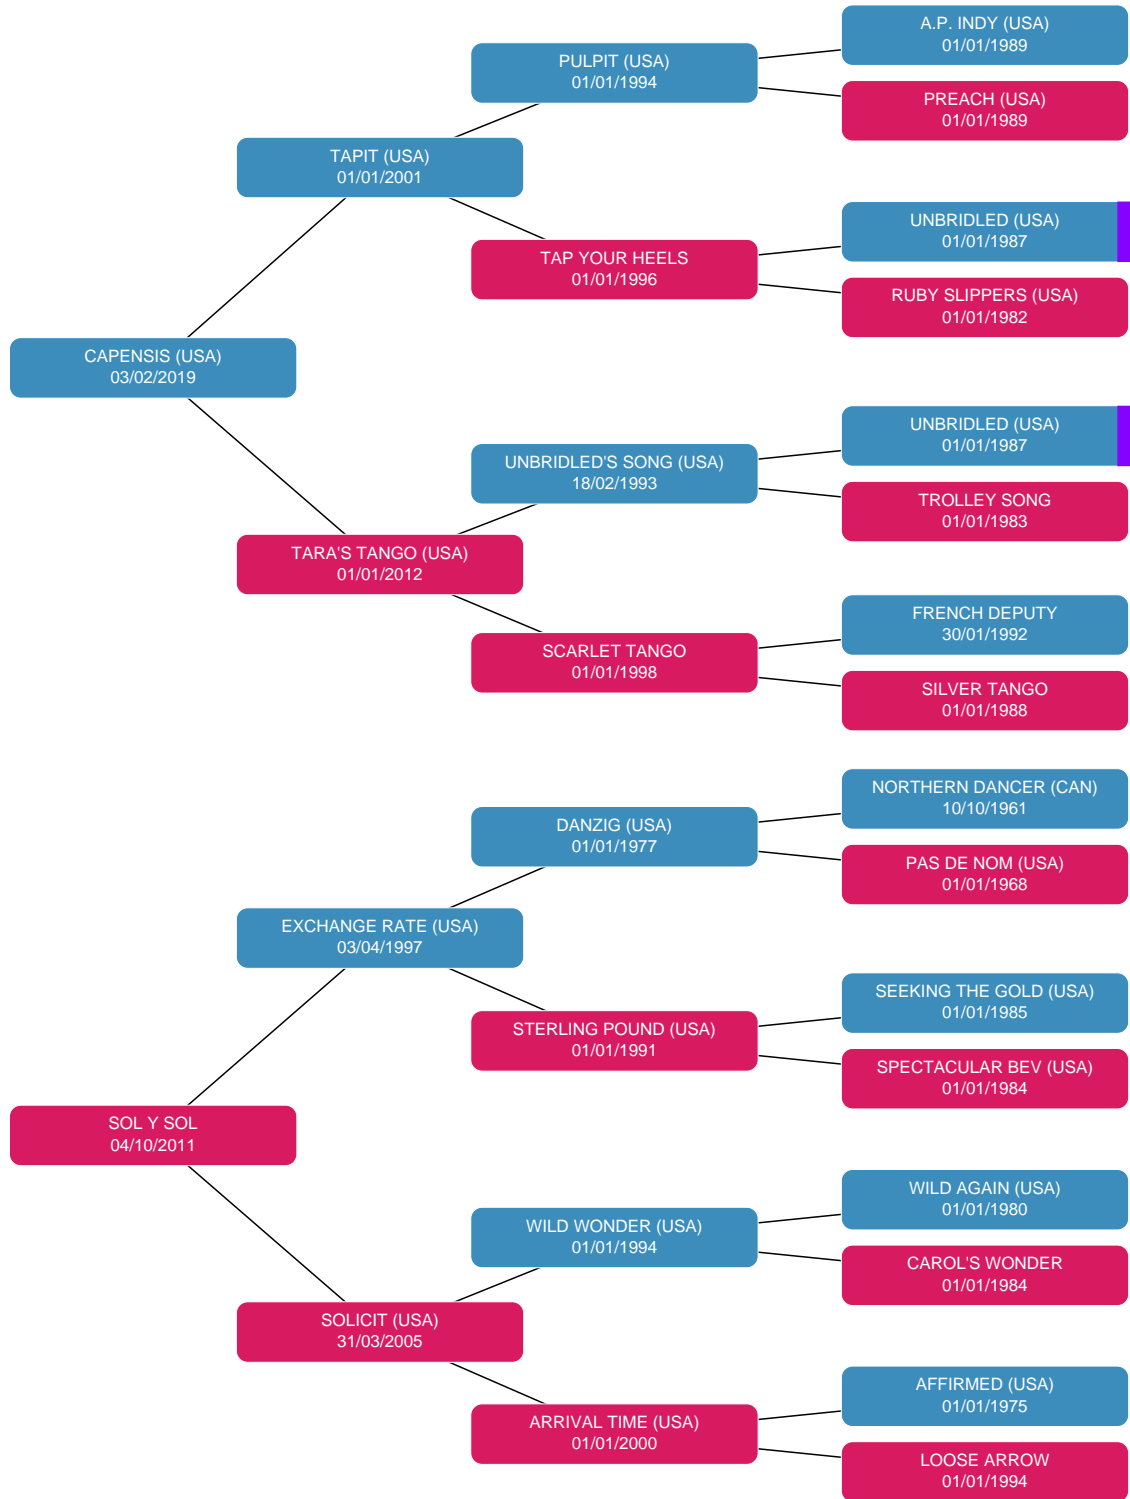 A.P. INDY (USA)
01/01/1989
PULPIT (USA)
01/01/1994
PREACH (USA)
01/01/1989
TAPIT (USA)
01/01/2001
UNBRIDLED (USA)
01/01/1987
TAP YOUR HEELS
01/01/1996
RUBY SLIPPERS (USA)
01/01/1982
CAPENSIS (USA)
03/02/2019
UNBRIDLED (USA)
01/01/1987
UNBRIDLED'S SONG (USA)
18/02/1993
TROLLEY SONG
01/01/1983
TARA'S TANGO (USA)
01/01/2012
FRENCH DEPUTY
30/01/1992
SCARLET TANGO
01/01/1998
SILVER TANGO
01/01/1988
NORTHERN DANCER (CAN)
10/10/1961
DANZIG (USA)
01/01/1977
PAS DE NOM (USA)
01/01/1968
EXCHANGE RATE (USA)
03/04/1997
SEEKING THE GOLD (USA)
01/01/1985
STERLING POUND (USA)
01/01/1991
SPECTACULAR BEV (USA)
01/01/1984
SOL Y SOL
04/10/2011
WILD AGAIN (USA)
01/01/1980
WILD WONDER (USA)
01/01/1994
CAROL'S WONDER
01/01/1984
SOLICIT (USA)
31/03/2005
AFFIRMED (USA)
01/01/1975
ARRIVAL TIME (USA)
01/01/2000
LOOSE ARROW
01/01/1994